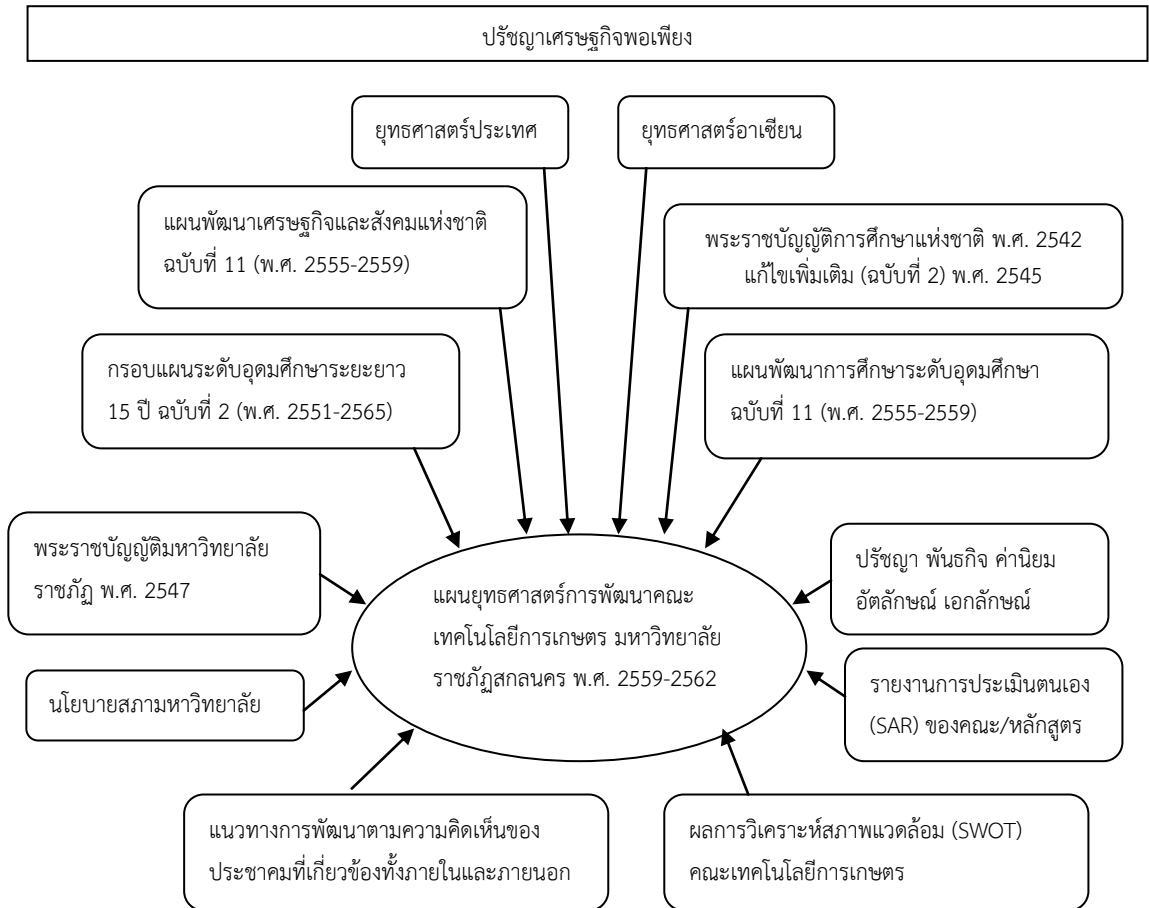 ปรัชญาเศรษฐกิจพอเพียง
ยุทธศาสตร์ประเทศ
ยุทธศาสตร์อาเซียน
แผนพัฒนาเศรษฐกิจและสังคมแห่งชาติ
ฉบับที่ 11 (พ.ศ. 2555-2559)
พระราชบัญญัติการศึกษาแห่งชาติ พ.ศ. 2542
แก้ไขเพิ่มเติม (ฉบับที่ 2) พ.ศ. 2545
กรอบแผนระดับอุดมศึกษาระยะยาว
15 ปี ฉบับที่ 2 (พ.ศ. 2551-2565)
แผนพัฒนาการศึกษาระดับอุดมศึกษา
ฉบับที่ 11 (พ.ศ. 2555-2559)
พระราชบัญญัติมหาวิทยาลัย
ราชภัฏ พ.ศ. 2547
แผนยุทธศาสตร์การพัฒนาคณะ
เทคโนโลยีการเกษตร มหาวิทยาลัย
ราชภัฏสกลนคร พ.ศ. 2559-2562
ปรัชญา พันธกิจ ค่านิยม
อัตลักษณ์ เอกลักษณ์
นโยบายสภามหาวิทยาลัย
รายงานการประเมินตนเอง
(SAR) ของคณะ/หลักสูตร
แนวทางการพัฒนาตามความคิดเห็นของ
ประชาคมที่เกี่ยวข้องทั้งภายในและภายนอก
ผลการวิเคราะห์สภาพแวดล้อม (SWOT)
คณะเทคโนโลยีการเกษตร